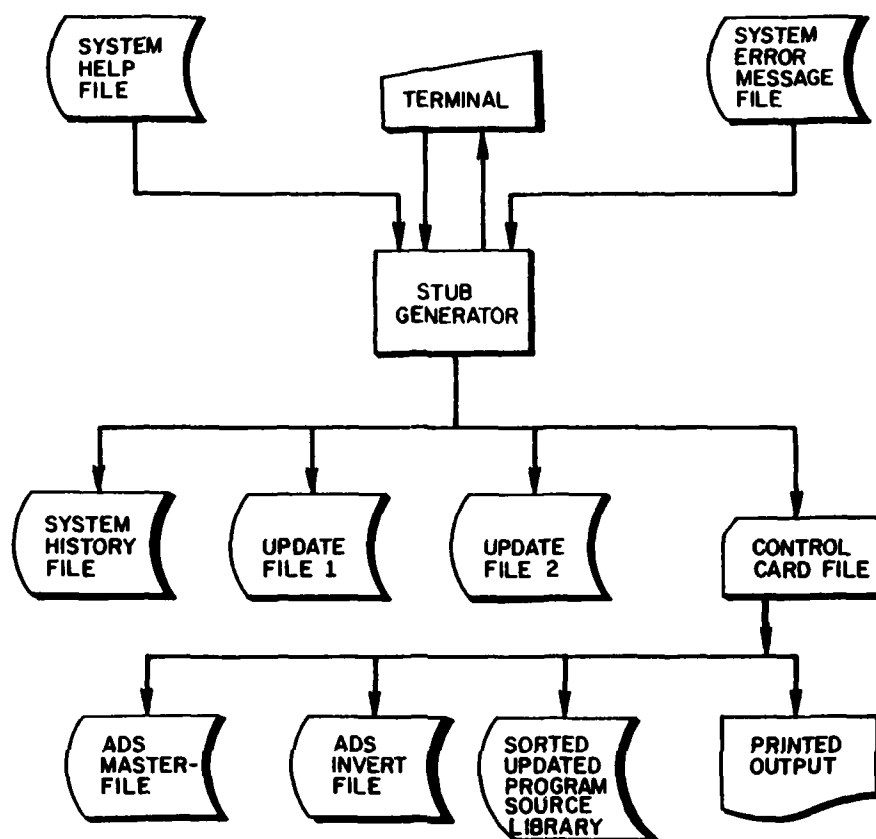 SYSTEM
HELP
FILE
TERMINAL
SYSTEM
ERROR
MESSAGE
FILE
STUB
GENERATOR
SYSTEM
HISTORY
FILE
UPDATE
FILE 1
UPDATE
FILE 2
CONTROL
CARD FILE
ADS
MASTER-
FILE
ADS
INVERT
FILE
SORTED
UPDATED
PROGRAM
SOURCE
LIBRARY
PRINTED
OUTPUT